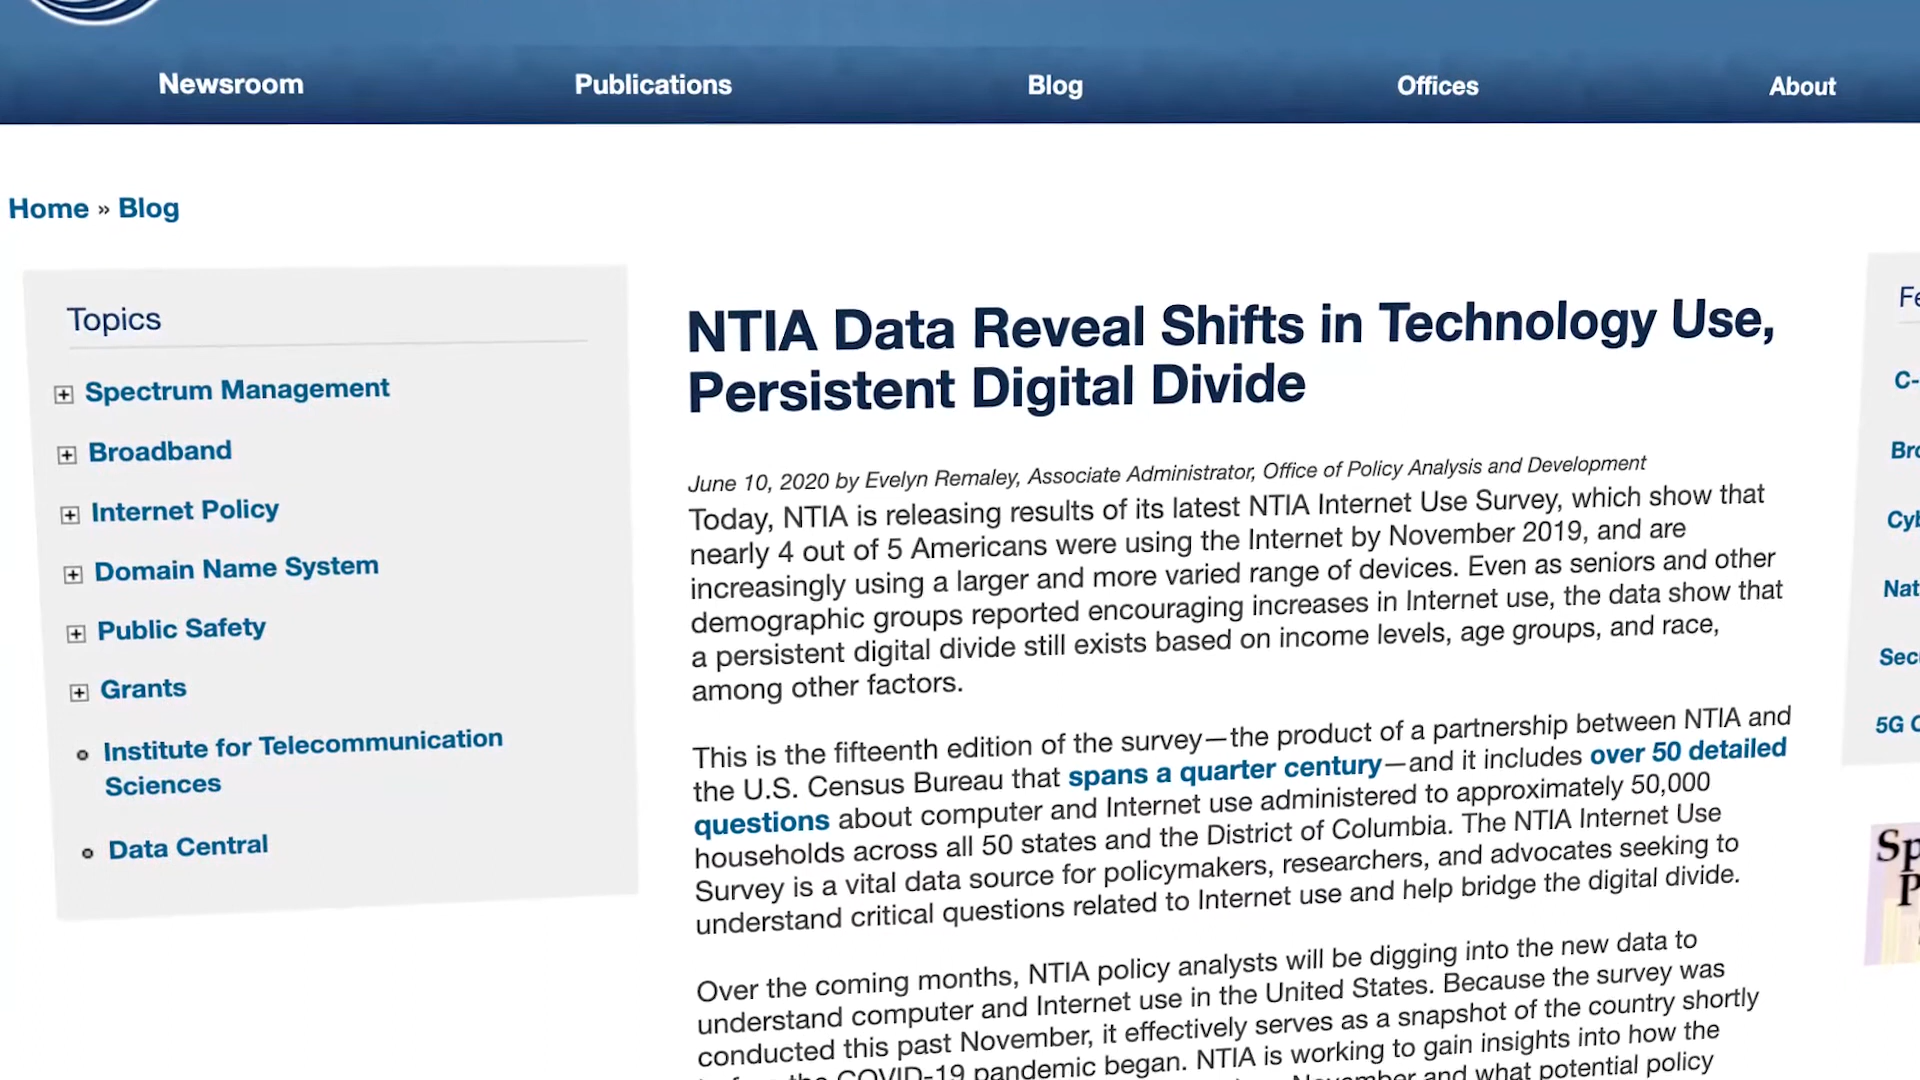 Newsroom Publications Blog Offices About
Home » Blog
Topics
Spectrum Management
Broadband
Internet Policy
Domain Name System
Public Safety
Grants
Institute for Telecommunication
Sciences
Data Central
NTIA Data Reveal Shifts in Technology Use,
Persistent Digital Divide
June 10, 2020 by Evelyn Remaley, Associate Administrator, Office of Policy Analysis and Development
Today, NTIA is releasing results of its latest NTIA Internet Use Survey, which show that
nearly 4 out of 5 Americans were using the Internet by November 2019, and are
increasingly using a larger and more varied range of devices. Even as seniors and other
demographic groups reported encouraging increases in Internet use, the data show that
a persistent digital divide still exists based on income levels, age groups, and race,
among other factors.
This is the fifteenth edition of the survey—the product of a partnership between NTIA and
the U.S. Census Bureau that spans a quarter century—and it includes over 50 detailed
questions about computer and Internet use administered to approximately 50,000
households across all 50 states and the District of Columbia. The NTIA Internet Use
Survey is a vital data source for policymakers, researchers, and advocates seeking to
understand critical questions related to Internet use and help bridge the digital divide.
Over the coming months, NTIA policy analysts will be digging into the new data to
understand computer and Internet use in the United States. Because the survey was
conducted this past November, it effectively serves as a snapshot of the country shortly
the COVID-19 pandemic began. NTIA is working to gain insights into how the
November and what potential policy
C-
5G